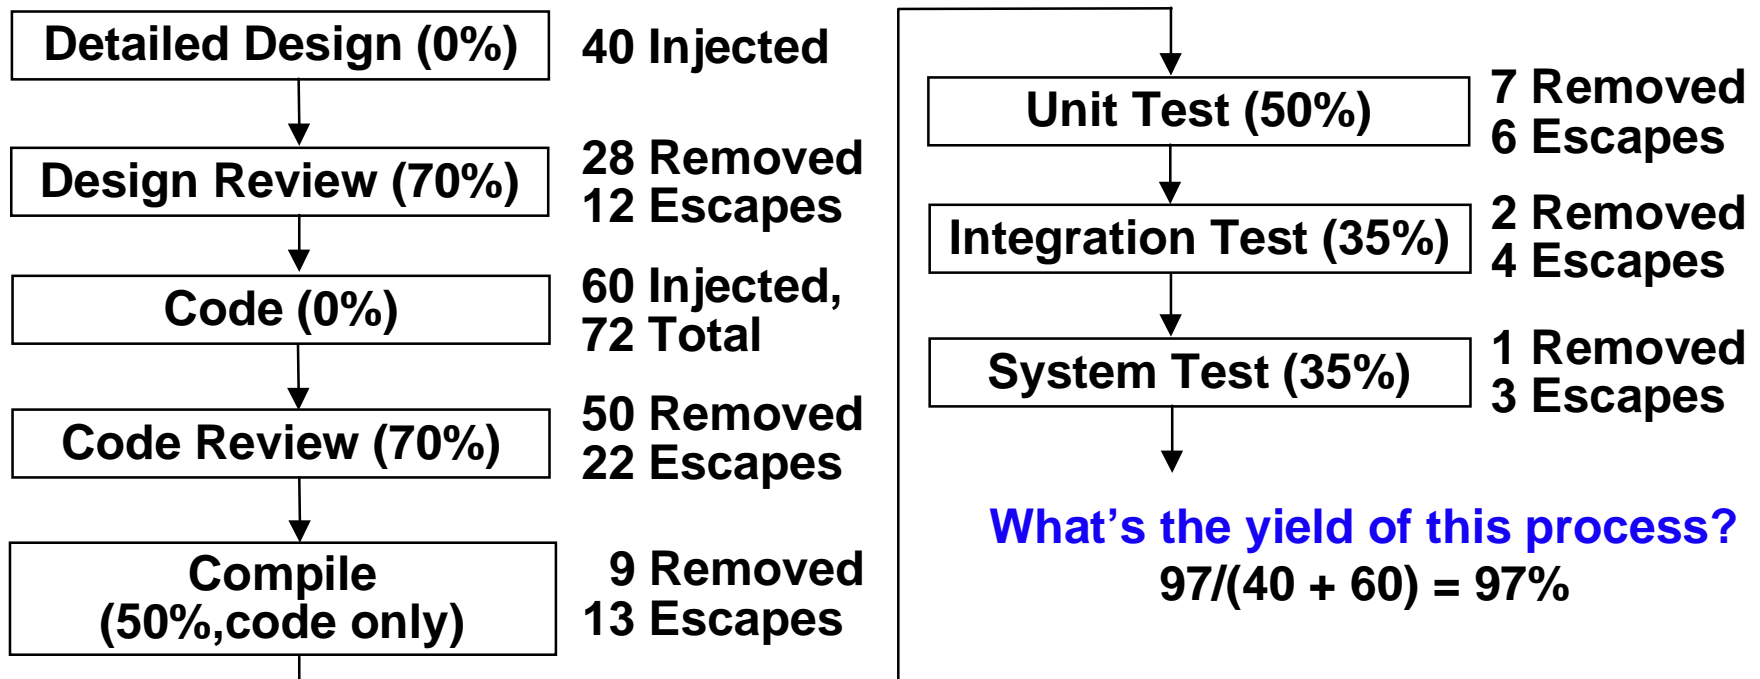 Detailed Design (0%)
40 Injected
Design Review (70%)
28 Removed
12 Escapes
Code (0%)
60 Injected,
72 Total
Code Review (70%)
50 Removed
22 Escapes
Compile
(50%,code only)
9 Removed
13 Escapes
Unit Test (50%)
7 Removed
6 Escapes
Integration Test (35%)
2 Removed
4 Escapes
System Test (35%)
1 Removed
3 Escapes
What’s the yield of this process?
97/(40 + 60) = 97%